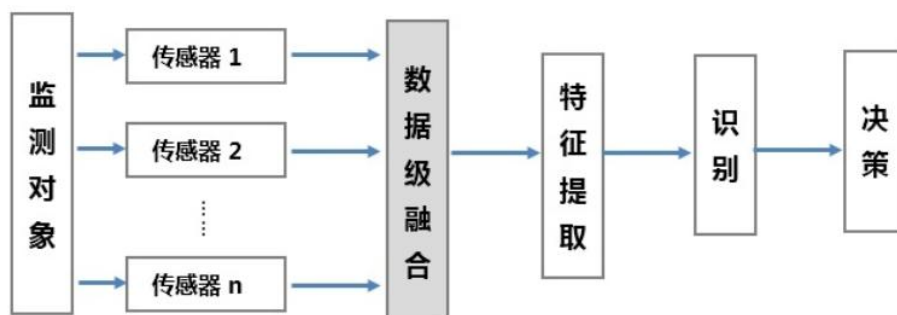 监测对象
传感器 1
传感器 2
传感器 n
数据级融合
特征提取
识别
决策